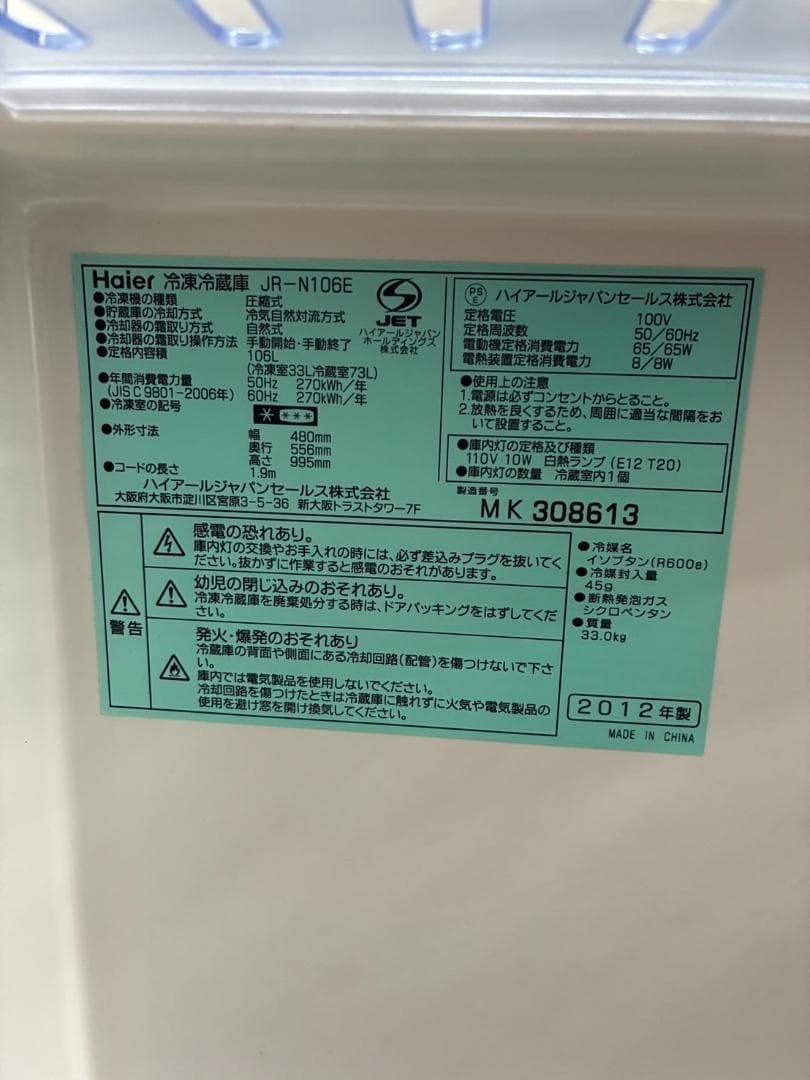 Haier 冷凍冷蔵庫 JR-N106E
●冷凍機の種類 圧縮式
●貯蔵室の冷却方式 冷気自然対流方式
●冷却器の霜取り方式 自然式
●冷却器の霜取り操作方法 手動開始・手動終了
●定格内容積 106L
(冷凍室33L冷蔵室73L)
●年間消費電力量 50Hz 270kWh/年
(JIS C 9801-2006年) 60Hz 270kWh/年
●冷凍室の記号
●外形寸法 幅 480mm
奥行 556mm
高さ 995mm
●コードの長さ 1.9m
ハイアールジャパンセールス株式会社
大阪府大阪市淀川区宮原3-5-36 新大阪トラストタワー7F
JET
ハイアールジャパン
ホールディングス
株式会社
PS
E
ハイアールジャパンセールス株式会社
定格電圧 100V
定格周波数 50/60Hz
電動機定格消費電力 65/65W
電熱装置定格消費電力 8/8W
●使用上の注意
1.電源は必ずコンセントからとること。
2.放熱を良くするため、周囲に適当な間隔をお
いて設置すること。
●庫内灯の定格及び種類
110V 10W 白熱ランプ (E12 T20)
●庫内灯の数量 冷蔵室内1個
製造番号
MK 308613
警告
感電の恐れあり。
庫内灯の交換やお手入れの時には、必ず差込みプラグを抜いてく
ださい。抜かずに作業すると感電のおそれがあります。
幼児の閉じ込みのおそれあり。
冷凍冷蔵庫を廃棄処分する時は、ドアパッキングをはずしてくだ
さい。
発火・爆発のおそれあり
冷蔵庫の背面や側面にある冷却回路(配管)を傷つけないで下さ
い。
庫内では電気製品を使用しないでください。
冷却回路を傷つけたときは冷蔵庫に触れずに火気や電気製品の
使用を避け窓を開け換気してください。
●冷媒名
イソブタン(R600a)
●冷媒封入量
45g
●断熱発泡ガス
シクロペンタン
●質量
33.0kg
2012年製
MADE IN CHINA